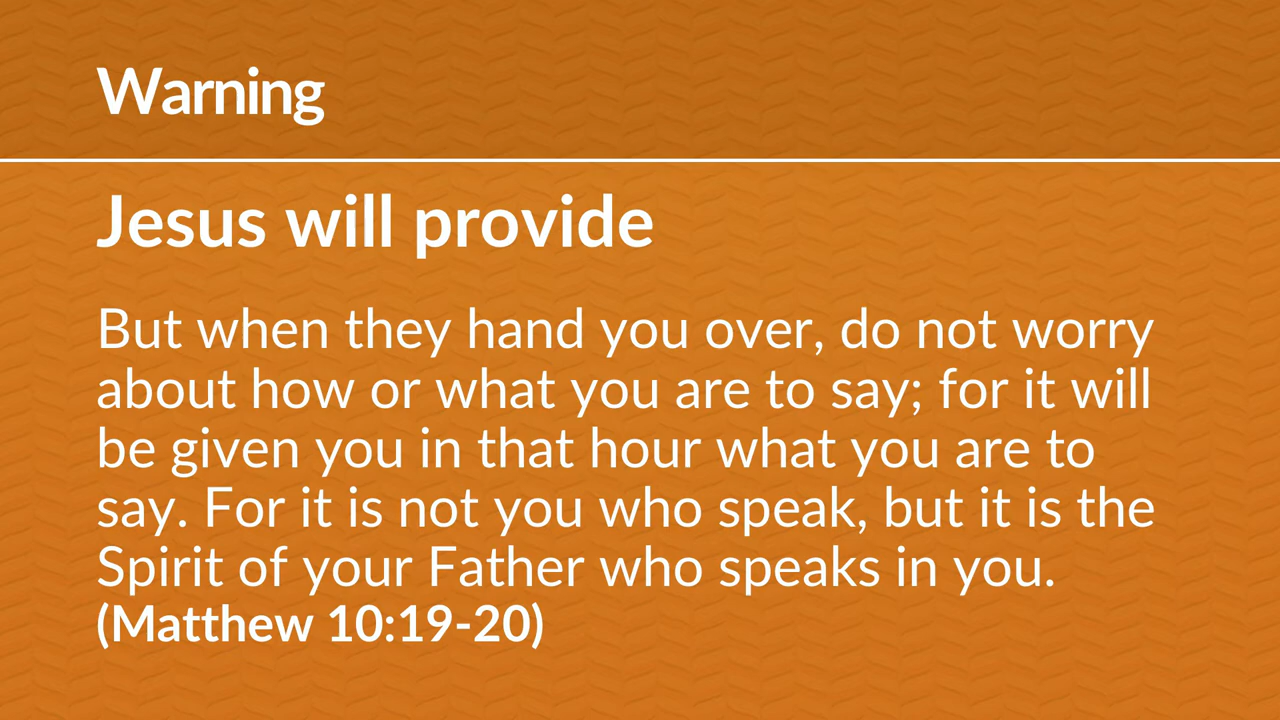 Warning
Jesus will provide
But when they hand you over, do not worry
about how or what you are to say; for it will
be given you in that hour what you are to
say. For it is not you who speak, but it is the
Spirit of your Father who speaks in you.
(Matthew 10:19-20)